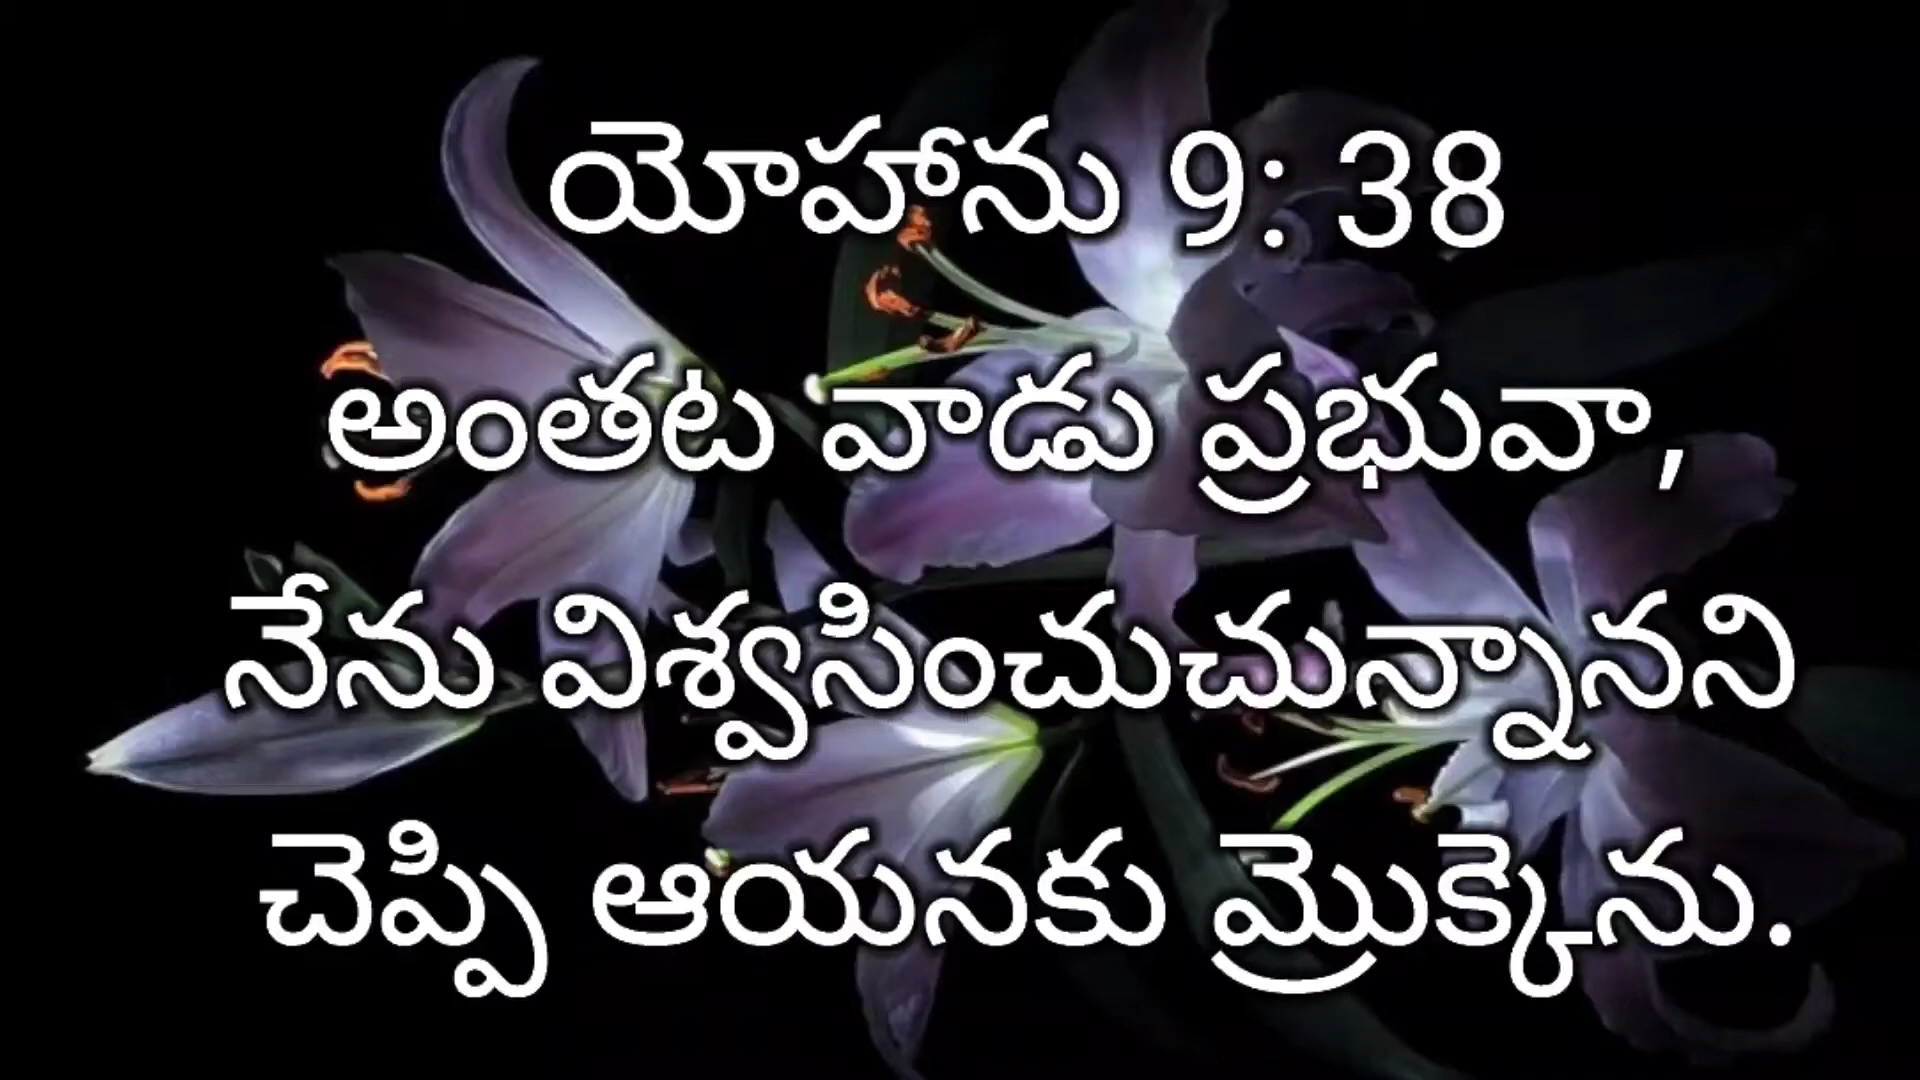 యోహాను 9: 38
అంతట వాడు ప్రభువా ,
నేను విశ్వసించుచున్నానని
చెప్పి ఆయనకు మ్రొక్కెను.